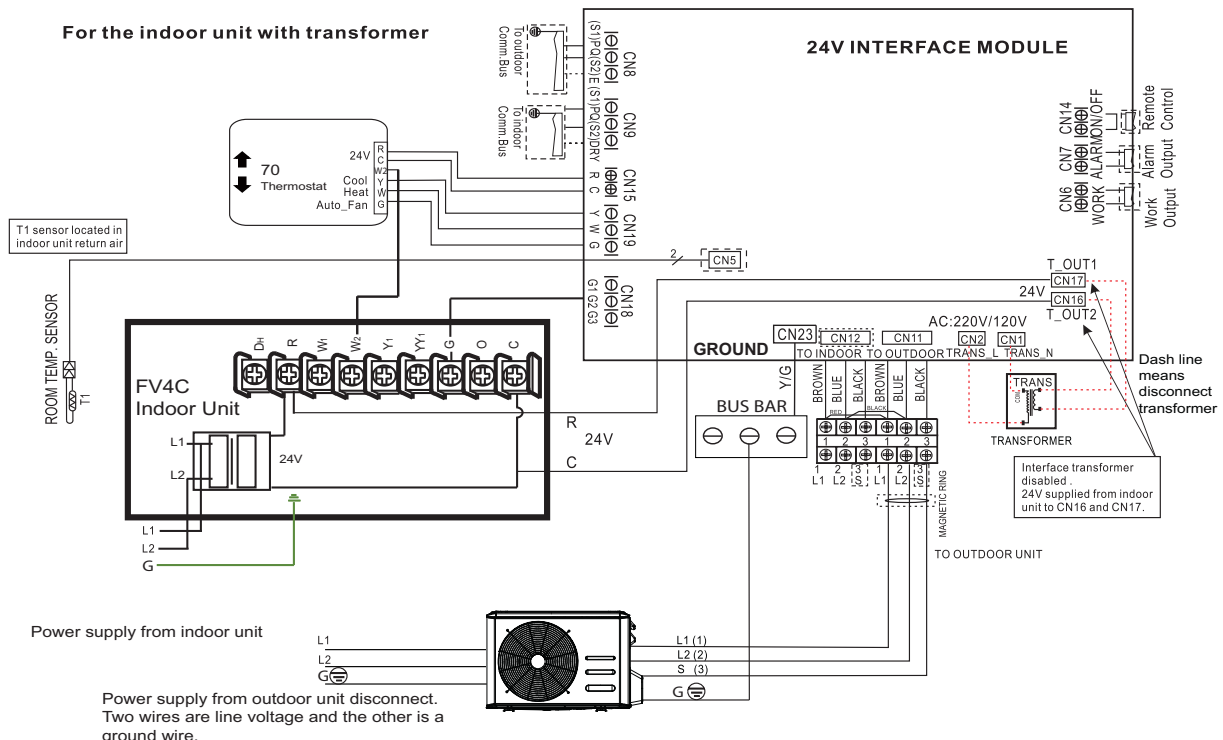 For the indoor unit with transformer
24V INTERFACE MODULE
To outdoor
Comm.Bus
(S1)PQ(S2)E
CN8
To indoor
Comm.Bus
(S1)PQ(S2)DRY
CN9
R
C
CN15
Y
W
G
CN19
G1 G2 G3
CN18
CN14
ON/OFF
Remote
Control
CN7
ALARM
Alarm
Output
CN6
WORK
Work
Output
70
Thermostat
24V
Cool
Heat
Auto_Fan
R
C
W2
Y
W
G
T1 sensor located in
indoor unit return air
2
CN5
ROOM TEMP. SENSOR
T1
T_OUT1
CN17
24V
CN16
T_OUT2
AC:220V/120V
CN23
CN12
CN11
CN2
CN1
GROUND
TO INDOOR
TO OUTDOOR
TRANS_L
TRANS_N
Y/G
BROWN
BLUE
BLACK
BROWN
BLUE
BLACK
RED
BLACK
TRANS
COM
TRANSFORMER
Dash line
means
disconnect
transformer
Interface transformer
disabled .
24V supplied from indoor
unit to CN16 and CN17.
BUS BAR
1 2 3 1 2 3
1 2 3 1 2 3
L1 L2 S L1 L2 S
MAGNETIC RING
TO OUTDOOR UNIT
DH R W1 W2 Y1 YY1 G O C
FV4C
Indoor Unit
L1
L2
24V
R
24V
C
L1
L2
G
Power supply from indoor unit
L1
L2
G
L1 (1)
L2 (2)
S (3)
G
Power supply from outdoor unit disconnect.
Two wires are line voltage and the other is a
ground wire.